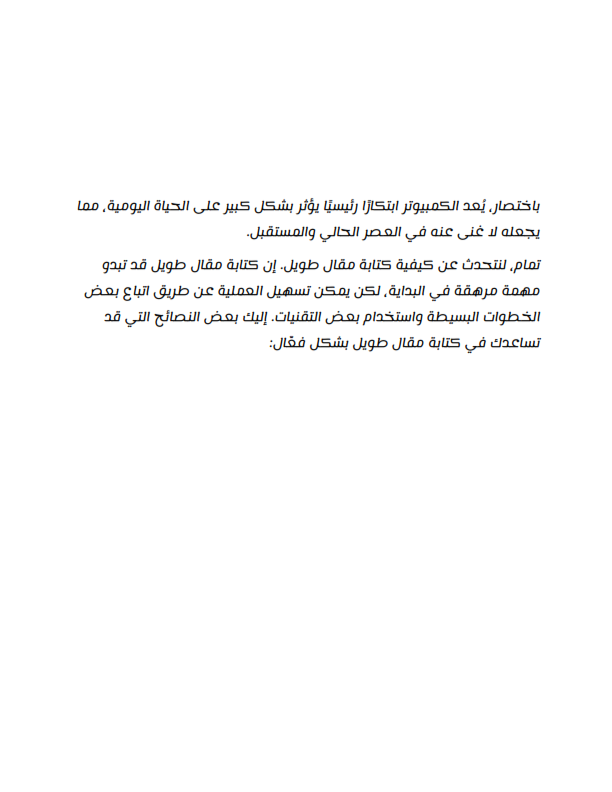 باختصار، يُعد الكمبيوتر ابتكارًا رئيسيًا يؤثر بشكل كبير على الحياة اليومية، مما
يجعله لا غنى عنه في العصر الحالي والمستقبل.
تمام، لنتحدث عن كيفية كتابة مقال طويل. إن كتابة مقال طويل قد تبدو
مهمة مرهقة في البداية، لكن يمكن تسهيل العملية عن طريق اتباع بعض
الخطوات البسيطة واستخدام بعض التقنيات. إليك بعض النصائح التي قد
تساعدك في كتابة مقال طويل بشكل فعّال: